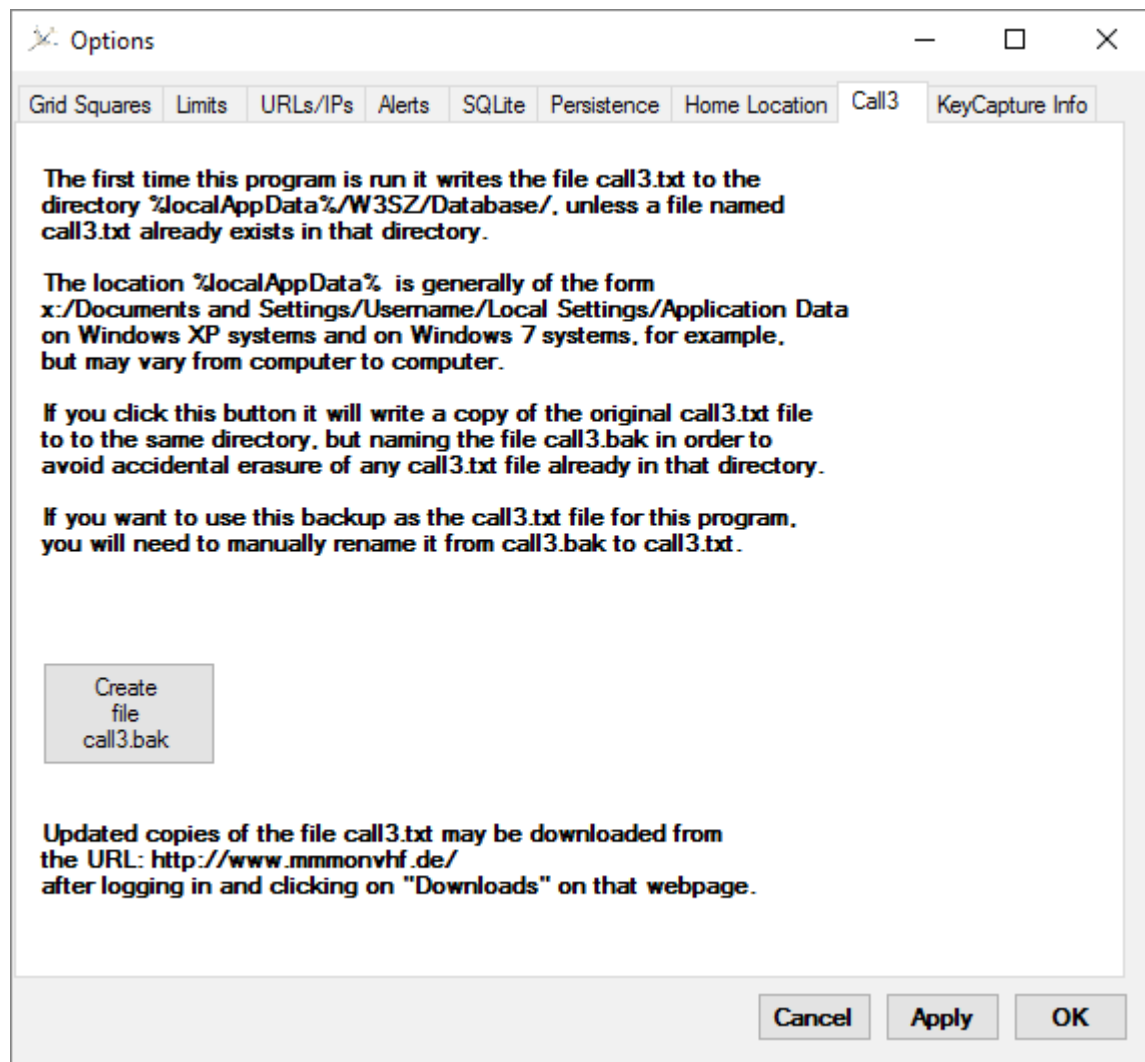 Options
Grid Squares Limits URLs/IPs Alerts SQLite Persistence Home Location Call3 KeyCapture Info
The first time this program is run it writes the file call3.txt to the
directory %localAppData%/W3SZ/Database/, unless a file named
call3.txt already exists in that directory.
The location %localAppData% is generally of the form
x:/Documents and Settings/Username/Local Settings/Application Data
on Windows XP systems and on Windows 7 systems, for example,
but may vary from computer to computer.
If you click this button it will write a copy of the original call3.txt file
to to the same directory, but naming the file call3.bak in order to
avoid accidental erasure of any call3.txt file already in that directory.
If you want to use this backup as the call3.txt file for this program,
you will need to manually rename it from call3.bak to call3.txt.
Create
file
call3.bak
Updated copies of the file call3.txt may be downloaded from
the URL: http://www.mmmonvhf.de/
after logging in and clicking on "Downloads" on that webpage.
Cancel Apply OK